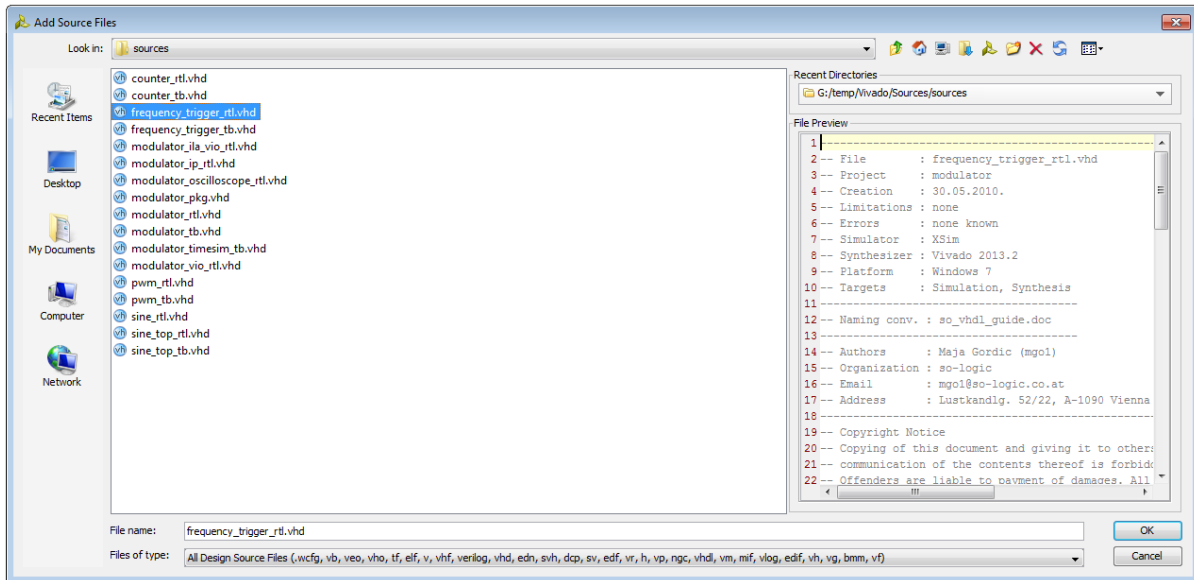 Add Source Files
Look in: sources
Recent Items
Desktop
My Documents
Computer
Network
counter_rtl.vhd
counter_tb.vhd
frequency_trigger_rtl.vhd
frequency_trigger_tb.vhd
modulator_ila_vio_rtl.vhd
modulator_ip_rtl.vhd
modulator_oscilloscope_rtl.vhd
modulator_pkg.vhd
modulator_rtl.vhd
modulator_tb.vhd
modulator_timesim_tb.vhd
modulator_vio_rtl.vhd
pwm_rtl.vhd
pwm_tb.vhd
sine_rtl.vhd
sine_top_rtl.vhd
sine_top_tb.vhd
Recent Directories
G:/temp/Vivado/Sources/sources
File Preview
1 --------------------------------------------------
2 -- File : frequency_trigger_rtl.vhd
3 -- Project : modulator
4 -- Creation : 30.05.2010.
5 -- Limitations : none
6 -- Errors : none known
7 -- Simulator : XSim
8 -- Synthesizer : Vivado 2013.2
9 -- Platform : Windows 7
10 -- Targets : Simulation, Synthesis
11 ---------------------------------------
12 -- Naming conv. : so_vhdl_guide.doc
13 ---------------------------------------
14 -- Authors : Maja Gordic (mgo1)
15 -- Organization : so-logic
16 -- Email : mgo1@so-logic.co.at
17 -- Address : Lustkandlg. 52/22, A-1090 Vienna
18 --------------------------------------------------
19 -- Copyright Notice
20 -- Copying of this document and giving it to others
21 -- communication of the contents thereof is forbidd
22 -- Offenders are liable to payment of damages. All
File name: frequency_trigger_rtl.vhd
Files of type: All Design Source Files (.wcfg, vb, veo, vho, tf, elf, v, vhf, verilog, vhd, edn, svh, dcp, sv, edf, vr, h, vp, ngc, vhdl, vm, mif, vlog, edif, vh, vg, bmm, vf)
OK
Cancel